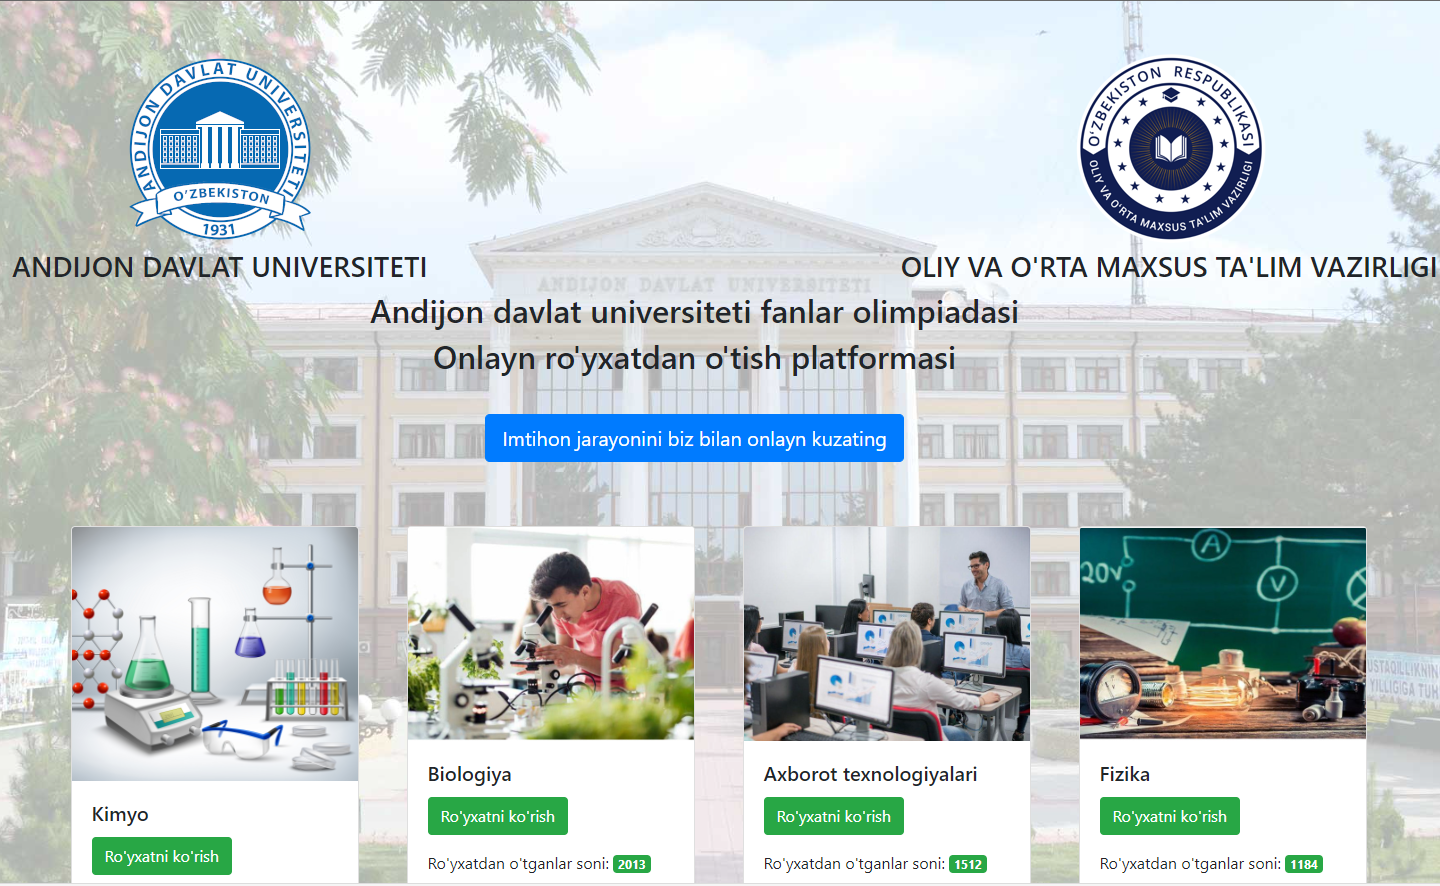 ANDIJON DAVLAT UNIVERSITETI
O'ZBEKISTON
1931
O'ZBEKISTON RESPUBLIKASI
OLIY VA O'RTA MAXSUS TA'LIM VAZIRLIGI
ANDIJON DAVLAT UNIVERSITETI
OLIY VA O'RTA MAXSUS TA'LIM VAZIRLIGI
ANDIJON DAVLAT UNIVERSITETI
Andijon davlat universiteti fanlar olimpiadasi
Onlayn ro'yxatdan o'tish platformasi
Imtihon jarayonini biz bilan onlayn kuzating
A
20v
V
USTAQILLIKNIN
YILLIGIGA TUH
Biologiya
Axborot texnologiyalari
Fizika
Ro'yxatni ko'rish
Ro'yxatni ko'rish
Ro'yxatni ko'rish
Kimyo
Ro'yxatni ko'rish
Ro'yxatdan o'tganlar soni: 2013
Ro'yxatdan o'tganlar soni: 1512
Ro'yxatdan o'tganlar soni: 1184